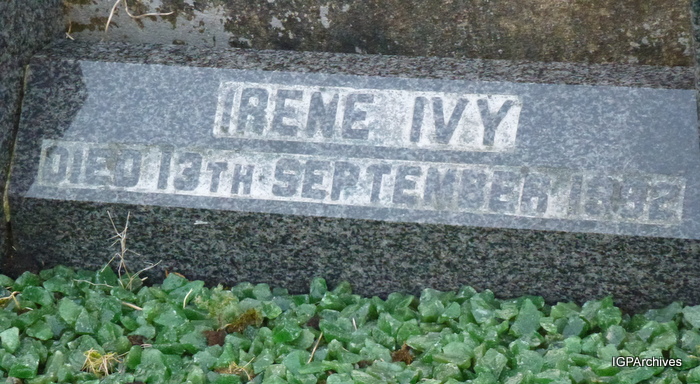 IRENE IVY
DIED 13TH SEPTEMBER
IGPArchives